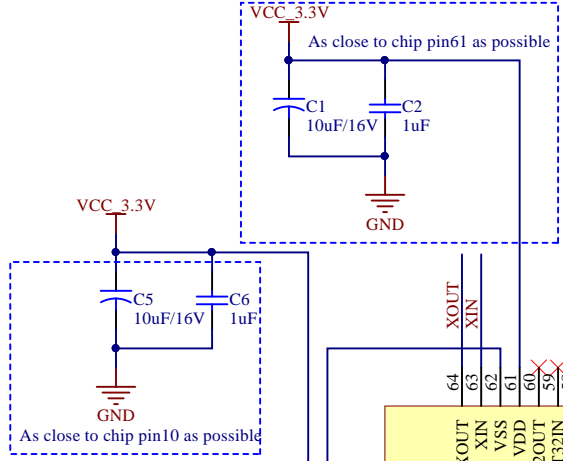 VCC_3.3V
As close to chip pin61 as possible
C1
10uF/16V
C2
1uF
GND
VCC_3.3V
C5
10uF/16V
C6
1uF
GND
As close to chip pin10 as possible
XOUT
XIN
64
63
62
61
60
59
XOUT
XIN
VSS
VDD